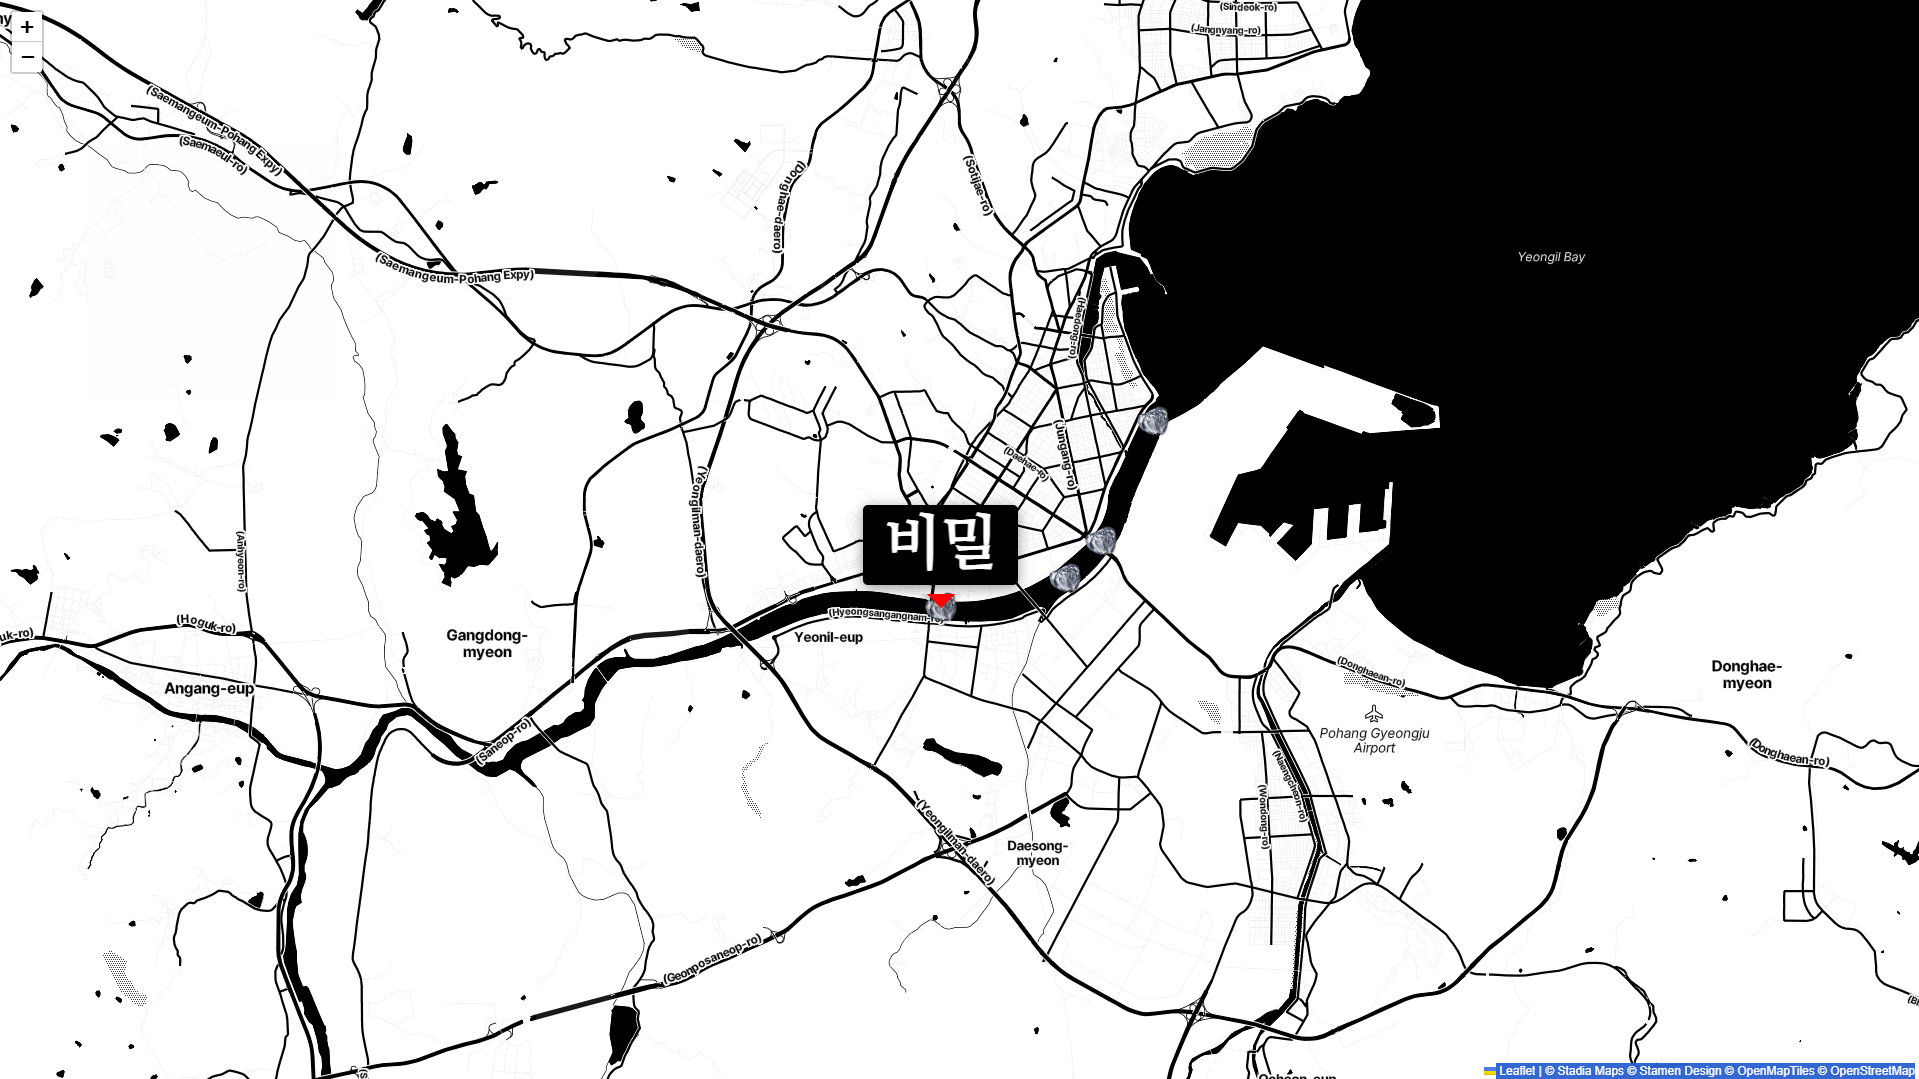 +
−
(Sindeok-ro)
(Jangnyang-ro)
(Saemangeum-Pohang Expy)
(Saemaeul-ro)
(Donghae-daero)
(Sotijae-ro)
Yeongil Bay
(Saemangeum-Pohang Expy)
(Haedong-ro)
(Jungang-ro)
(Daehae-ro)
(Yeongilman-daero)
비밀
(Annyeon-ro)
(Hyeongsangangnam-ro)
(Hoguk-ro)
uk-ro)
Gangdong-
myeon
Yeonil-eup
Angang-eup
(Donghaean-ro)
Donghae-
myeon
Pohang Gyeongju
Airport
(Saneop-ro)
(Donghaean-ro)
(Naengcheon-ro)
(Wondong-ro)
(Yeongilman-daero)
Daesong-
myeon
(Geonposaneop-ro)
Leaflet | © Stadia Maps © Stamen Design © OpenMapTiles © OpenStreetMap